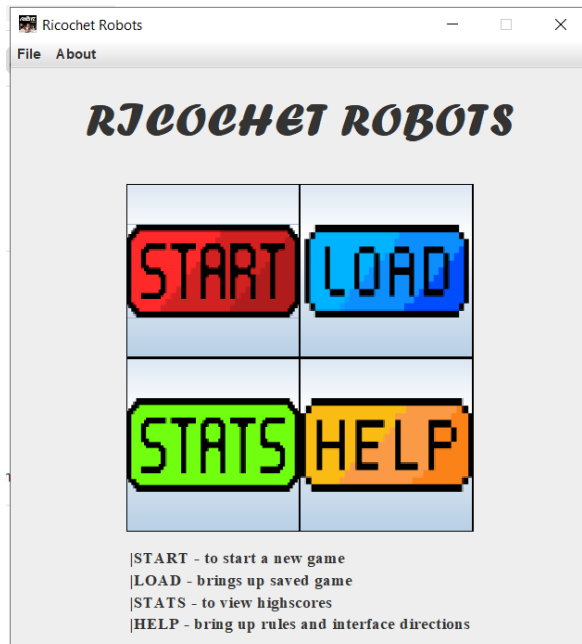 Ricochet Robots
File About
RICOCHET ROBOTS
START LOAD
STATS HELP
|START - to start a new game
|LOAD - brings up saved game
|STATS - to view highscores
|HELP - bring up rules and interface directions